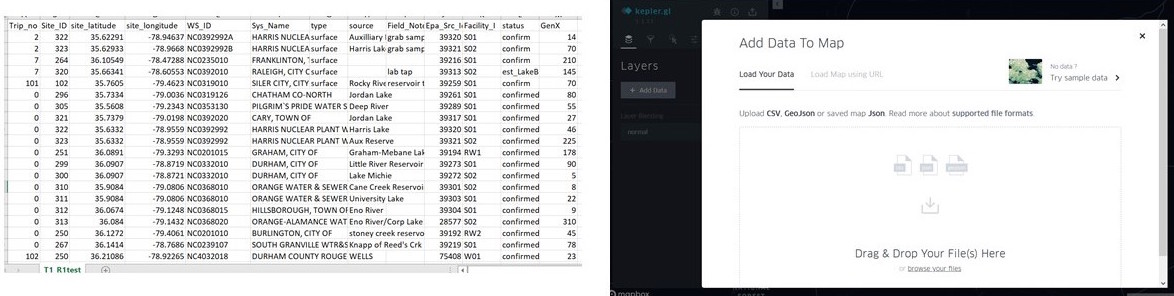 Trip_no Site_ID site_latitude site_longitude WS_ID Sys_Name type source Field_Note Epa_Src_I Facility_I status GenX
2 322 35.62291 -78.94637 NC0392992A HARRIS NUCLEA surface Auxilliary grab samp 39320 S01 confirm 14
2 323 35.62933 -78.9668 NC0392992B HARRIS NUCLEA surface Harris Lak grab samp 39321 S02 confirm 70
7 264 36.10549 -78.47288 NC0235010 FRANKLINTON, surface 39216 S01 confirm 210
7 320 35.66341 -78.60553 NC0392010 RALEIGH, CITY C surface lab tap 39313 S02 est_LakeB 145
101 102 35.7605 -79.4623 NC0319010 SILER CITY, CITY surface Rocky Rive reservoir t 39259 S01 confirm 70
0 296 35.7334 -79.0036 NC0319126 CHATHAM CO-NORTH Jordan Lake 39261 S01 confirmed 80
0 305 35.5608 -79.2343 NC0353130 PILGRIM`S PRIDE WATER S Deep River 39289 S01 confirmed 55
0 321 35.7379 -79.0198 NC0392020 CARY, TOWN OF Jordan Lake 39317 S01 confirmed 27
0 322 35.6332 -78.9559 NC0392992 HARRIS NUCLEAR PLANT W Harris Lake 39320 S01 confirmed 46
0 323 35.6332 -78.9559 NC0392992 HARRIS NUCLEAR PLANT W Aux Reserve 39321 S02 confirmed 225
0 251 36.0891 -79.3293 NC0201015 GRAHAM, CITY OF Graham-Mebane Lake 39194 RW1 confirmed 178
0 299 36.0907 -78.8719 NC0332010 DURHAM, CITY OF Little River Reservoir 39273 S01 confirmed 90
0 300 36.0907 -78.8721 NC0332010 DURHAM, CITY OF Lake Michie 39272 S02 confirmed 5
0 310 35.9084 -79.0806 NC0368010 ORANGE WATER & SEWER Cane Creek Reservoi 39301 S02 confirmed 8
0 311 35.9084 -79.0806 NC0368010 ORANGE WATER & SEWER University Lake 39303 S01 confirmed 22
0 312 36.0674 -79.1248 NC0368015 HILLSBOROUGH, TOWN OF Eno River 39304 S01 confirmed 9
0 313 36.084 -79.1432 NC0368020 ORANGE-ALAMANCE WAT Eno River/Corp Lake 28577 S02 confirmed 310
0 250 36.1272 -79.4061 NC0201010 BURLINGTON, CITY OF stoney creek reservo 39192 RW2 confirmed 45
0 267 36.1414 -78.7686 NC0239107 SOUTH GRANVILLE WTR&S Knapp of Reed's Crk 39219 S01 confirmed 78
102 250 36.21086 -78.92265 NC4032018 DURHAM COUNTY ROUGE WELLS 75408 W01 confirmed 23
T1_R1test
kepler.gl
Layers
+ Add Data
Layer Blending
normal
mapbox
Add Data To Map
Load Your Data
Load Map using URL
No data ?
Try sample data
Upload CSV, GeoJson or saved map Json. Read more about supported file formats
Drag & Drop Your File(s) Here
or browse your files